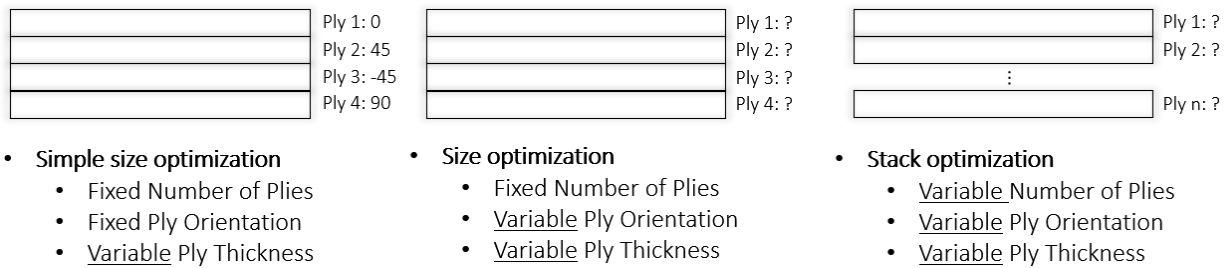 Ply 1: 0
Ply 2: 45
Ply 3: -45
Ply 4: 90
• Simple size optimization
• Fixed Number of Plies
• Fixed Ply Orientation
• Variable Ply Thickness
Ply 1: ?
Ply 2: ?
Ply 3: ?
Ply 4: ?
• Size optimization
• Fixed Number of Plies
• Variable Ply Orientation
• Variable Ply Thickness
Ply 1: ?
Ply 2: ?
⋮
Ply n: ?
• Stack optimization
• Variable Number of Plies
• Variable Ply Orientation
• Variable Ply Thickness